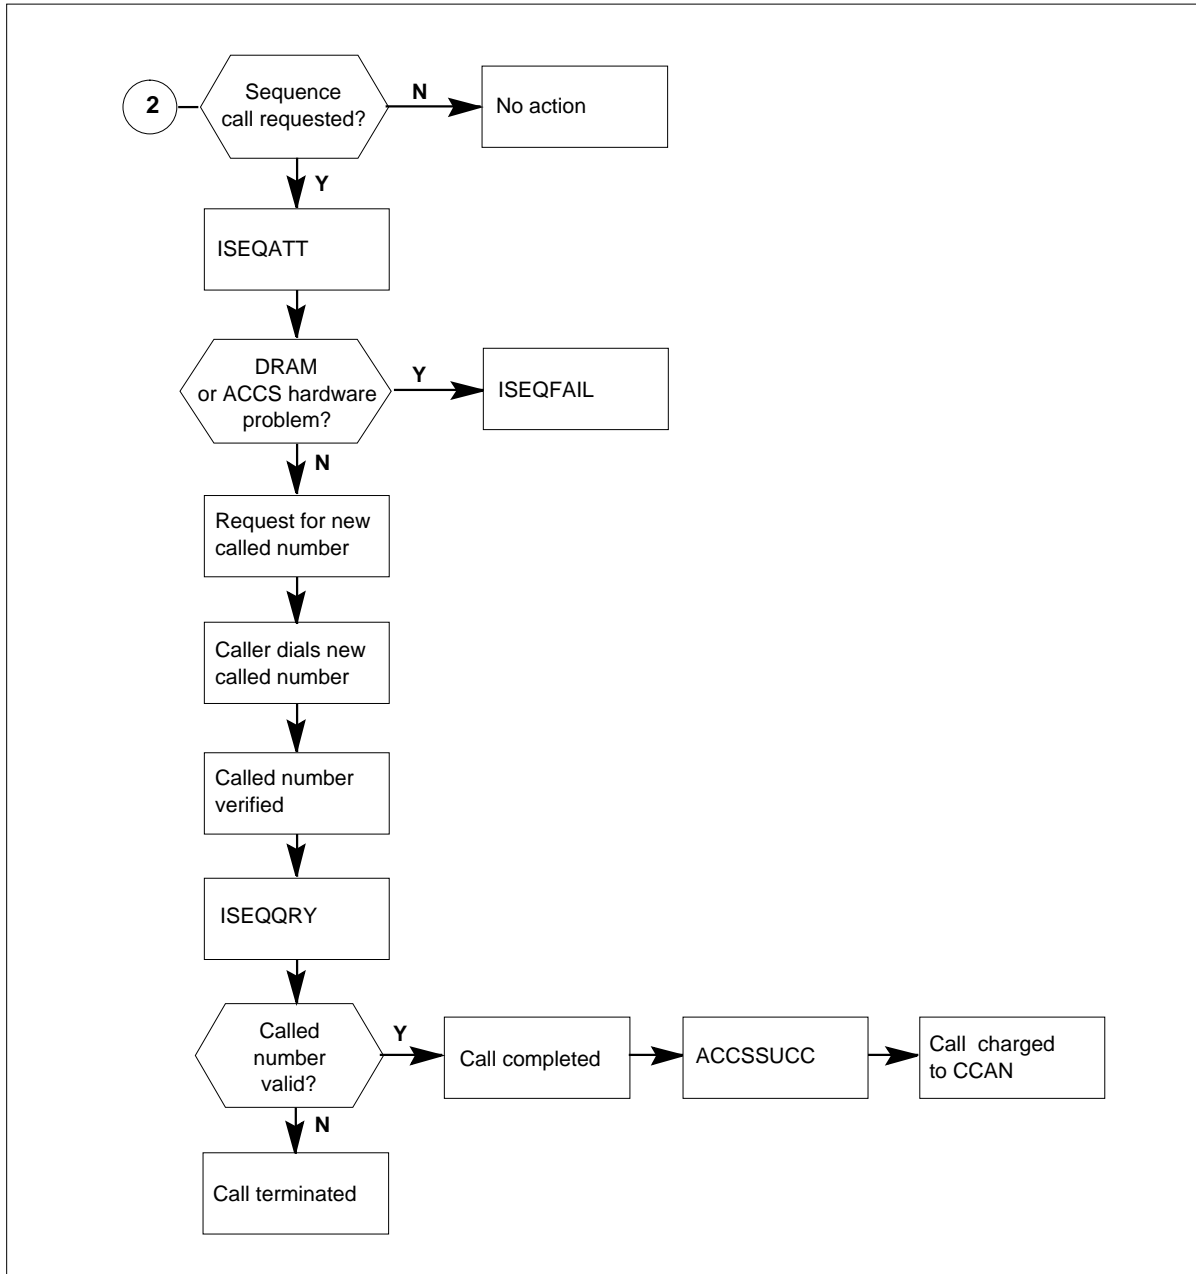 2
Sequence
call requested?
N
No action
Y
ISEQATT
DRAM
or ACCS hardware
problem?
Y
ISEQFAIL
N
Request for new
called number
Caller dials new
called number
Called number
verified
ISEQQRY
Called
number
valid?
Y
Call completed
ACCSSUCC
Call charged
to CCAN
N
Call terminated